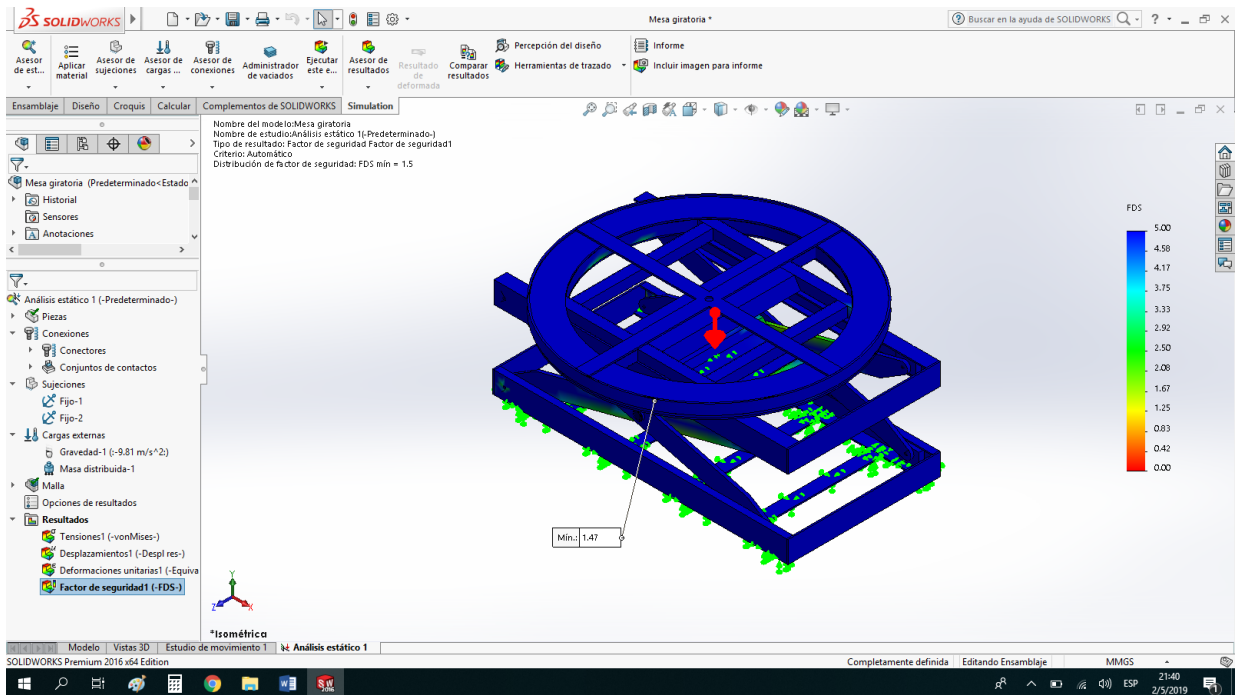 SOLIDWORKS
Mesa giratoria *
Buscar en la ayuda de SOLIDWORKS
Asesor de est...
Aplicar material
Asesor de sujeciones
Asesor de cargas ...
Asesor de conexiones
Administrador de vaciados
Ejecutar este e...
Asesor de resultados
Resultado de deformada
Comparar resultados
Percepción del diseño
Herramientas de trazado
Informe
Incluir imagen para informe
Ensamblaje Diseño Croquis Calcular Complementos de SOLIDWORKS Simulation
Nombre del modelo:Mesa giratoria
Nombre de estudio:Análisis estático 1(-Predeterminado-)
Tipo de resultado: Factor de seguridad Factor de seguridad1
Criterio: Automático
Distribución de factor de seguridad: FDS mín = 1.5
Mesa giratoria (Predeterminado<Estado
Historial
Sensores
Anotaciones
Análisis estático 1 (-Predeterminado-)
Piezas
Conexiones
Conectores
Conjuntos de contactos
Sujeciones
Fijo-1
Fijo-2
Cargas externas
Gravedad-1 (:-9.81 m/s^2:)
Masa distribuida-1
Malla
Opciones de resultados
Resultados
Tensiones1 (-vonMises-)
Desplazamientos1 (-Despl res-)
Deformaciones unitarias1 (-Equiva
Factor de seguridad1 (-FDS-)
FDS
5.00
4.58
4.17
3.75
3.33
2.92
2.50
2.08
1.67
1.25
0.83
0.42
0.00
Mín.: 1.47
Y
Z
X
*Isométrica
Modelo Vistas 3D Estudio de movimiento 1 Análisis estático 1
SOLIDWORKS Premium 2016 x64 Edition
Completamente definida Editando Ensamblaje MMGS
ESP
21:40
2/5/2019